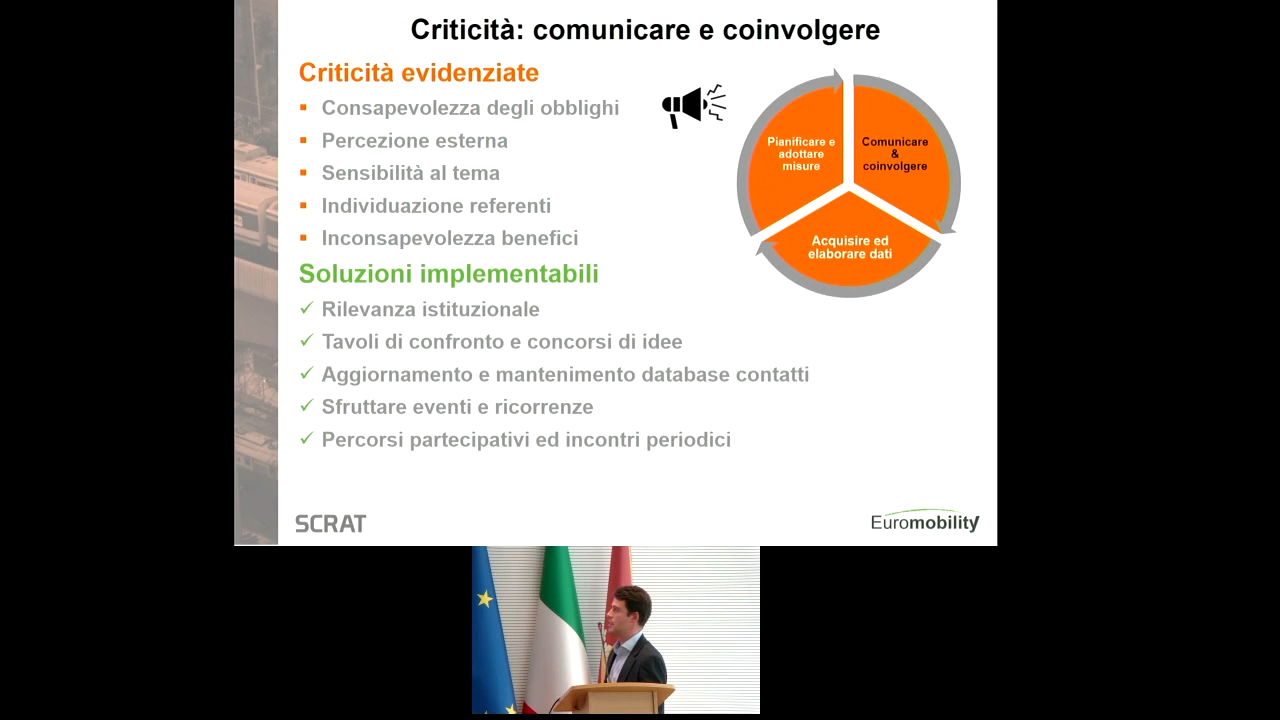 Criticità: comunicare e coinvolgere
Criticità evidenziate
Consapevolezza degli obblighi
Percezione esterna
Sensibilità al tema
Individuazione referenti
Inconsapevolezza benefici
Soluzioni implementabili
Rilevanza istituzionale
Tavoli di confronto e concorsi di idee
Aggiornamento e mantenimento database contatti
Sfruttare eventi e ricorrenze
Percorsi partecipativi ed incontri periodici
Pianificare e
adottare
misure
Comunicare
&
coinvolgere
Acquisire ed
elaborare dati
SCRAT
Euromobility